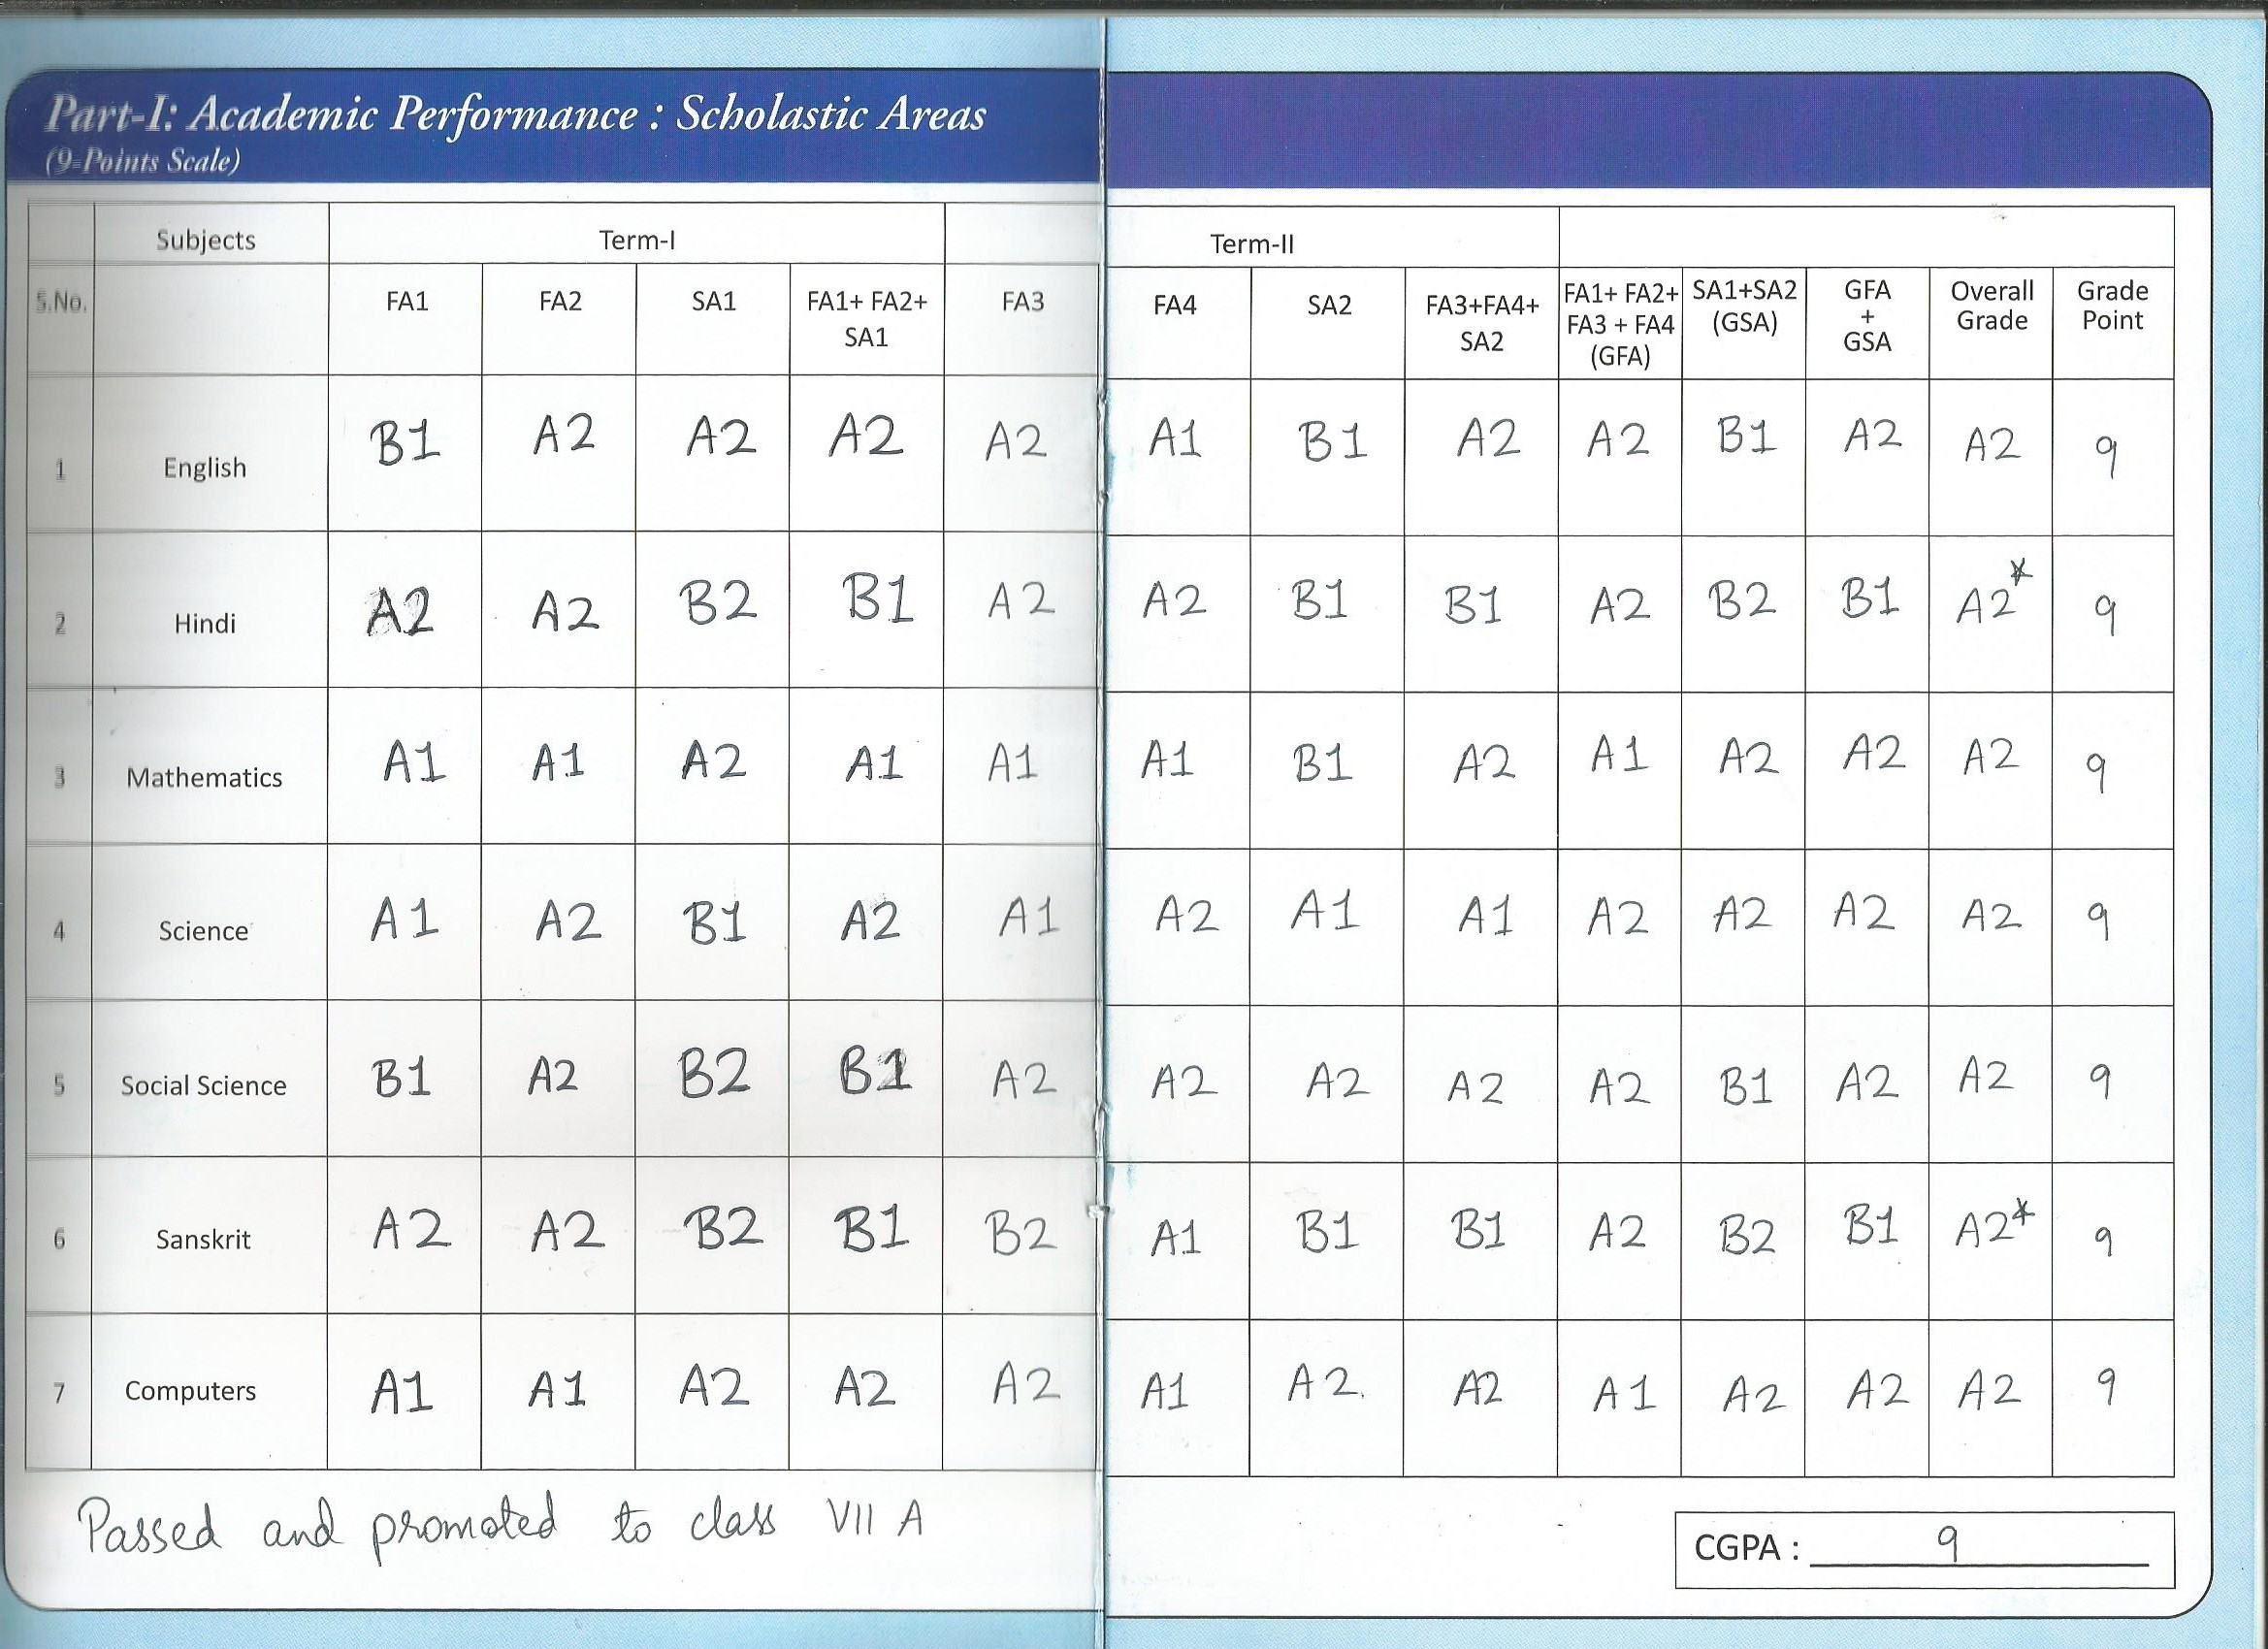 Part-I: Academic Performance : Scholastic Areas
(9-Points Scale)
Subjects Term-I Term-II
S.No. FA1 FA2 SA1 FA1+ FA2+ SA1 FA3 FA4 SA2 FA3+FA4+ SA2 FA1+ FA2+ FA3 + FA4 (GFA) SA1+SA2 (GSA) GFA + GSA Overall Grade Grade Point
1 English B1 A2 A2 A2 A2 A1 B1 A2 A2 B1 A2 A2 9
2 Hindi A2 A2 B2 B1 A2 A2 B1 B1 A2 B2 B1 A2* 9
3 Mathematics A1 A1 A2 A1 A1 A1 B1 A2 A1 A2 A2 A2 9
4 Science A1 A2 B1 A2 A1 A2 A1 A1 A2 A2 A2 A2 9
5 Social Science B1 A2 B2 B1 A2 A2 A2 A2 A2 B1 A2 A2 9
6 Sanskrit A2 A2 B2 B1 B2 A1 B1 B1 A2 B2 B1 A2* 9
7 Computers A1 A1 A2 A2 A2 A1 A2 A2 A1 A2 A2 A2 9
Passed and promoted to class VII A
CGPA : 9